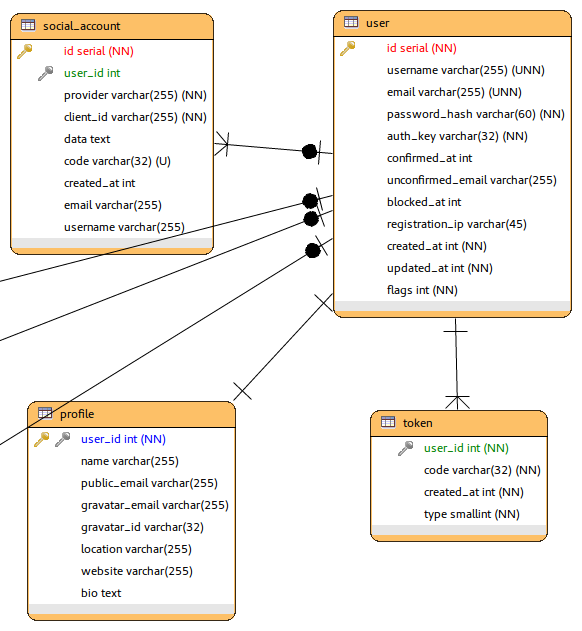 social_account
id serial (NN)
user_id int
provider varchar(255) (NN)
client_id varchar(255) (NN)
data text
code varchar(32) (U)
created_at int
email varchar(255)
username varchar(255)
user
id serial (NN)
username varchar(255) (UNN)
email varchar(255) (UNN)
password_hash varchar(60) (NN)
auth_key varchar(32) (NN)
confirmed_at int
unconfirmed_email varchar(255)
blocked_at int
registration_ip varchar(45)
created_at int (NN)
updated_at int (NN)
flags int (NN)
profile
user_id int (NN)
name varchar(255)
public_email varchar(255)
gravatar_email varchar(255)
gravatar_id varchar(32)
location varchar(255)
website varchar(255)
bio text
token
user_id int (NN)
code varchar(32) (NN)
created_at int (NN)
type smallint (NN)